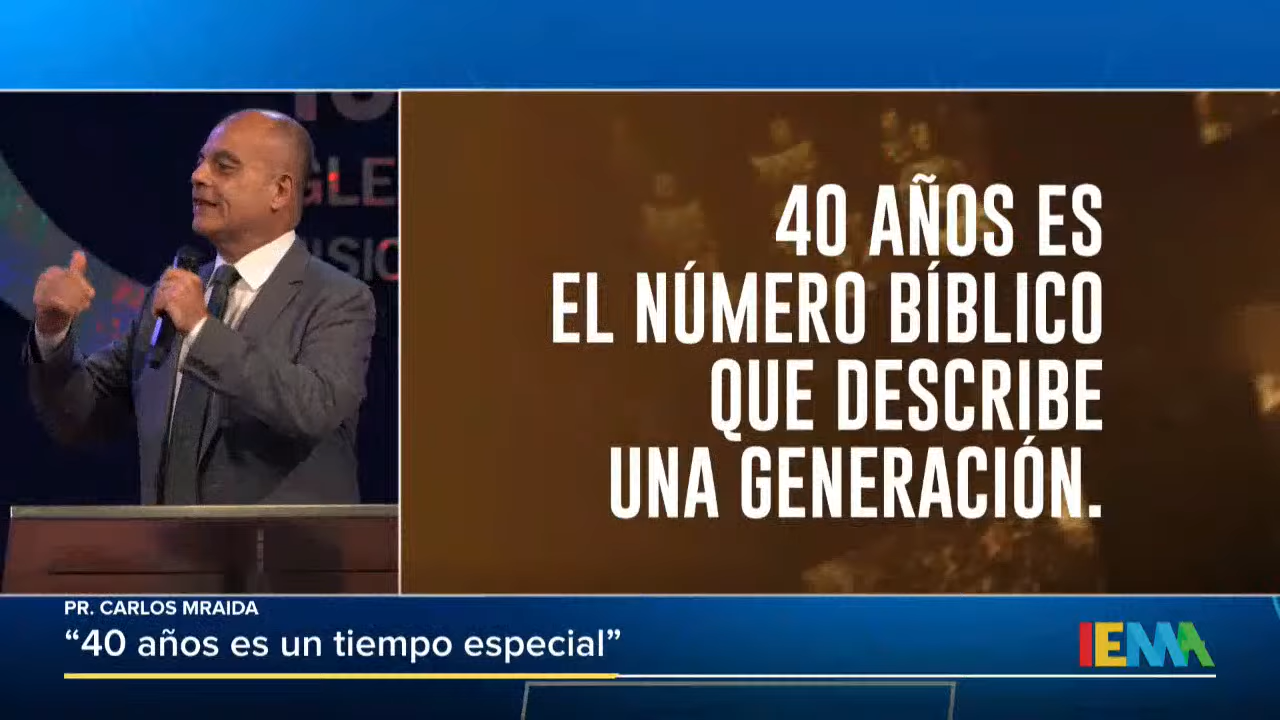 40 AÑOS ES
EL NÚMERO BÍBLICO
QUE DESCRIBE
UNA GENERACIÓN.
PR. CARLOS MRAIDA
“40 años es un tiempo especial”
IEMA